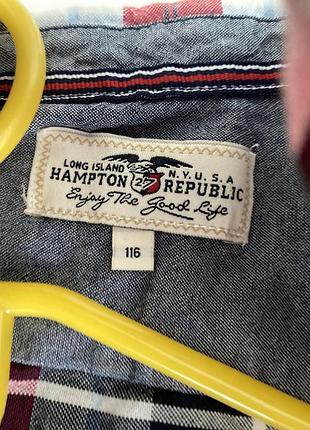 LONG ISLAND N.Y.U.S.A
HAMPTON 27 REPUBLIC
Enjoy The Good Life
116